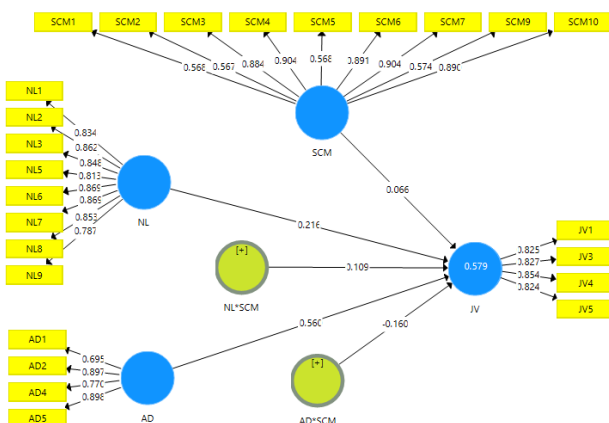 SCM1 SCM2 SCM3 SCM4 SCM5 SCM6 SCM7 SCM9 SCM10
0.568 0.567 0.884 0.904 0.568 0.891 0.904 0.574 0.890
SCM
NL1
NL2
NL3
NL5
NL6
NL7
NL8
NL9
0.834
0.862
0.848
0.813
0.869
0.869
0.853
0.787
NL
0.066
0.216
[+]
NL*SCM
0.109
0.579
JV
JV1
JV3
JV4
JV5
0.825
0.827
0.854
0.824
0.560
-0.160
AD1
AD2
AD4
AD5
0.695
0.897
0.770
0.898
AD
[+]
AD*SCM